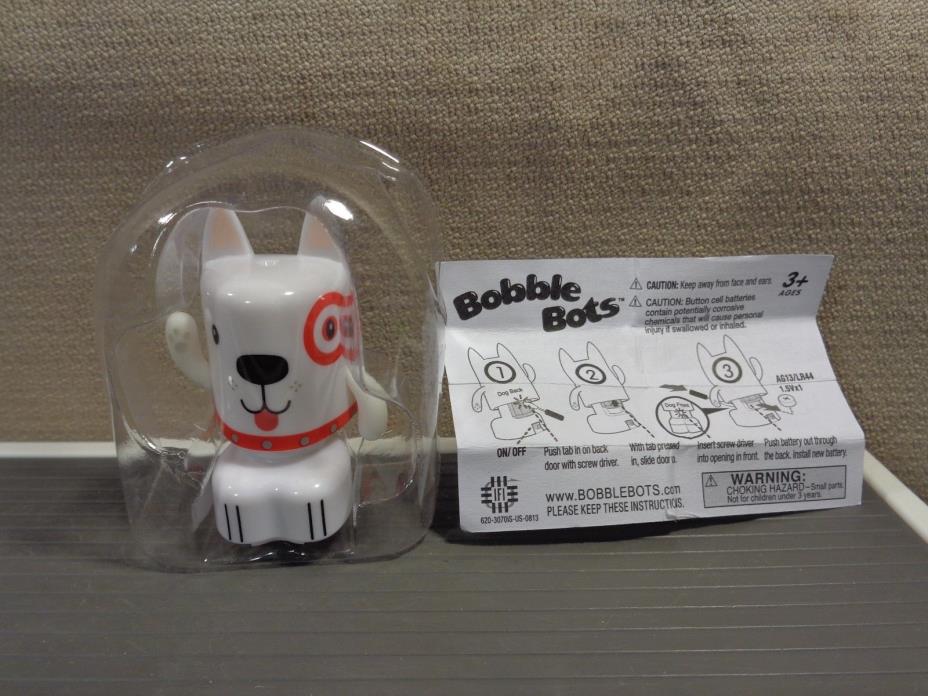 Bobble
Bots™
⚠ CAUTION: Keep away from face and ears.
⚠ CAUTION: Button cell batteries
contain potentially corrosive
chemicals that will cause personal
injury if swallowed or inhaled.
3+
AGES
1
2
3
Dog Back
Dog Front
AG13/LR44
1.5Vx1
ON/ OFF
Push tab in on back
door with screw driver.
With tab pressed
in, slide door
Insert screw driver
into opening in front.
Push battery out through
the back. Install new battery.
IFI
620-3070IS-US-0813
www.BOBBLEBOTS.com
PLEASE KEEP THESE INSTRUCTIONS.
⚠ WARNING:
CHOKING HAZARD–Small parts.
Not for children under 3 years.